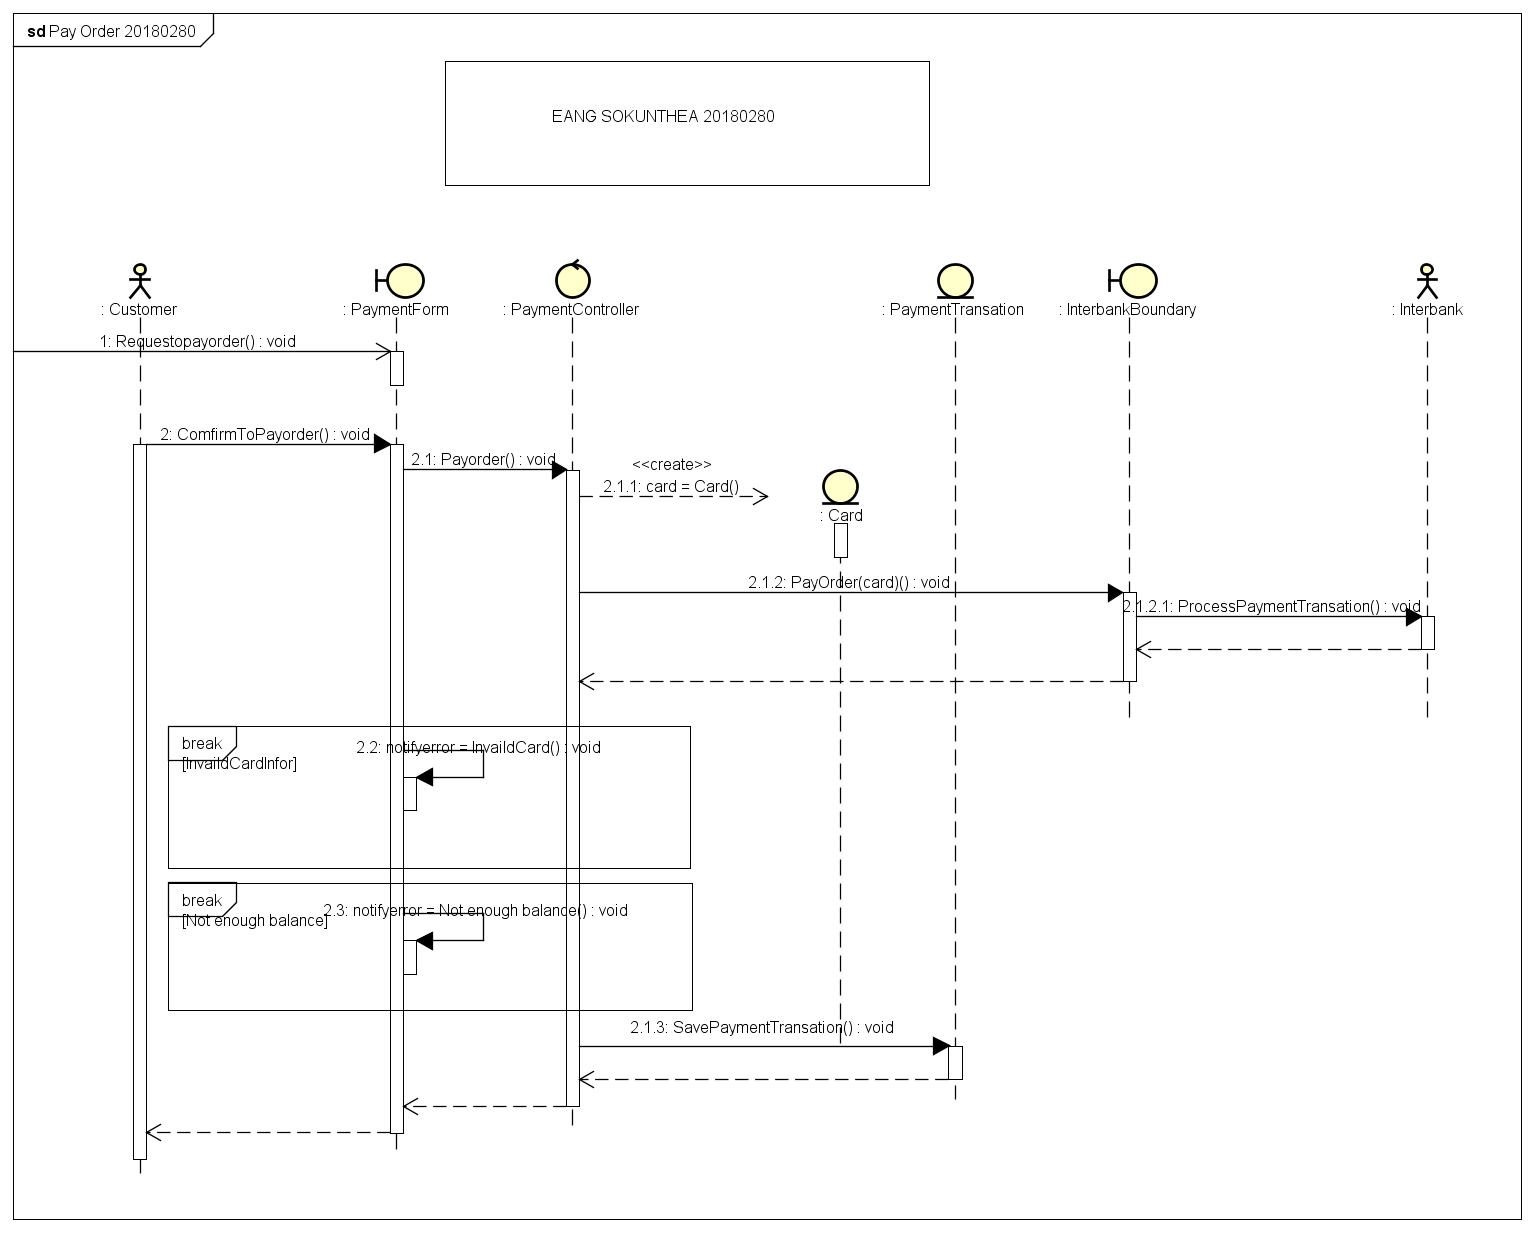 sd Pay Order 20180280
EANG SOKUNTHEA 20180280
: Customer
: PaymentForm
: PaymentController
: PaymentTransation
: InterbankBoundary
: Interbank
1: Requestopayorder() : void
2: ComfirmToPayorder() : void
2.1: Payorder() : void
<<create>>
2.1.1: card = Card()
: Card
2.1.2: PayOrder(card)() : void
2.1.2.1: ProcessPaymentTransation() : void
break
[InvaildCardInfor]
2.2: notifyerror = InvaildCard() : void
break
[Not enough balance]
2.3: notifyerror = Not enough balance() : void
2.1.3: SavePaymentTransation() : void